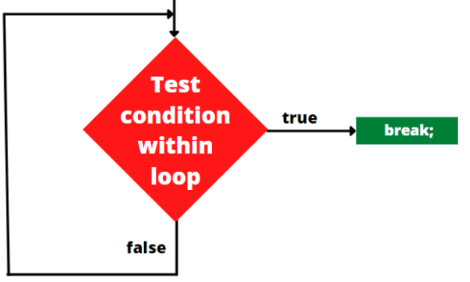 Test
condition
within
loop
true
break;
false